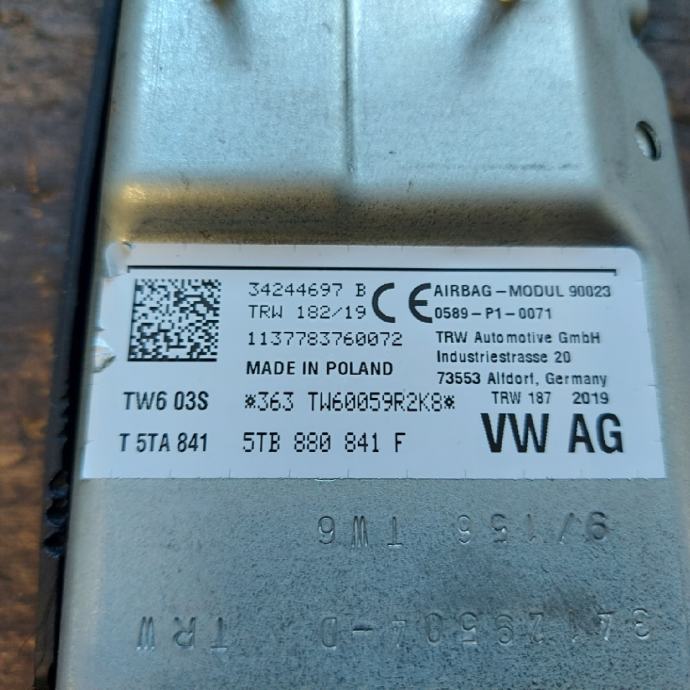 34244697 B
TRW 182/19
1137783760072
MADE IN POLAND
CE
AIRBAG-MODUL 90023
0589-P1-0071
TRW Automotive GmbH
Industriestrasse 20
73553 Alfdorf, Germany
TRW 187 2019
TW6 03S *363 TW60059R2K8*
T 5TA 841 5TB 880 841 F
VW AG
9/156 TW6
34129504-D TRW